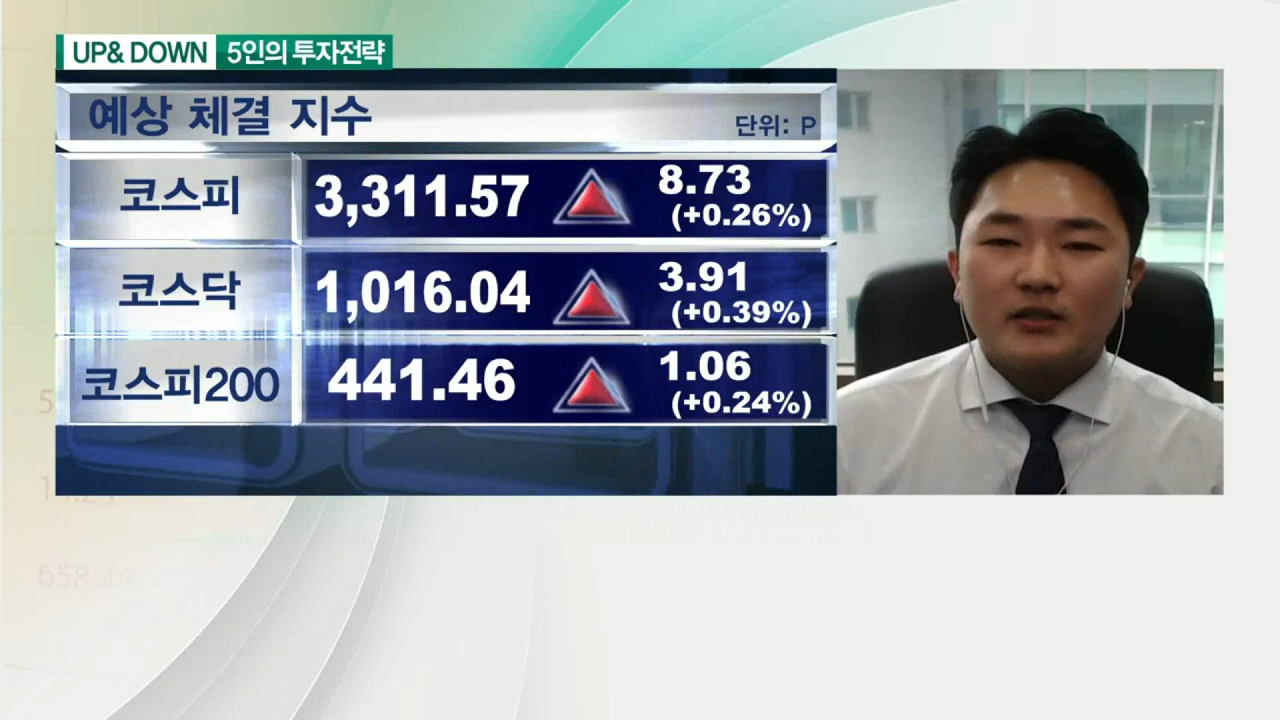 UP& DOWN 5인의 투자전략
예상 체결 지수
단위: P
코스피 3,311.57 8.73
(+0.26%)
코스닥 1,016.04 3.91
(+0.39%)
코스피200 441.46 1.06
(+0.24%)